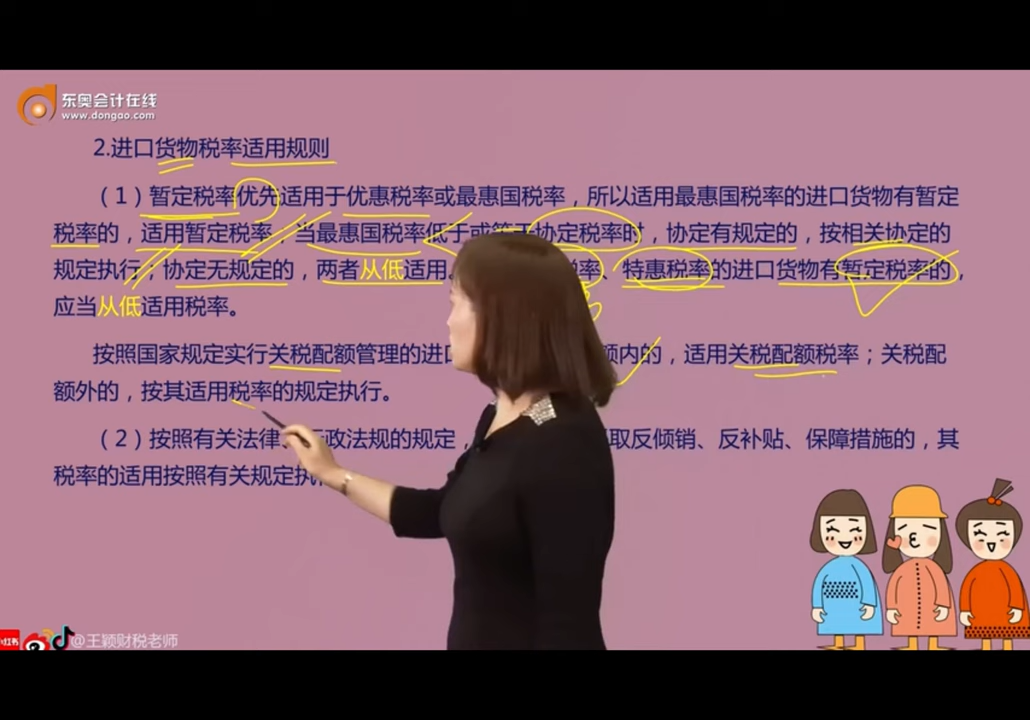 东奥会计在线
www.dongao.com
2.进口货物税率适用规则
（1）暂定税率优先适用于优惠税率或最惠国税率，所以适用最惠国税率的进口货物有暂定
税率的，适用暂定税率；当最惠国税率低于或等于协定税率时，协定有规定的，按相关协定的
规定执行；协定无规定的，两者从低适用。 税率、特惠税率的进口货物有暂定税率的，
应当从低适用税率。
按照国家规定实行关税配额管理的进口 额内的，适用关税配额税率；关税配
额外的，按其适用税率的规定执行。
（2）按照有关法律、行政法规的规定， 取反倾销、反补贴、保障措施的，其
税率的适用按照有关规定执行
小红书
@王颖财税老师